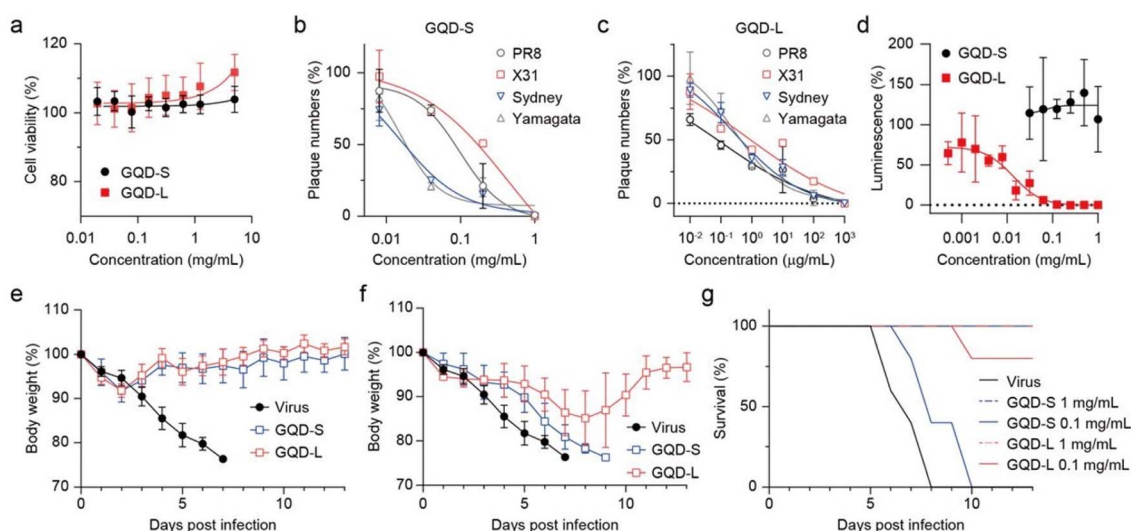 a
Cell viability (%)
120
100
80
GQD-S
GQD-L
0.01 0.1 1 10
Concentration (mg/mL)
b
GQD-S
Plaque numbers (%)
100
50
0
PR8
X31
Sydney
Yamagata
0.01 0.1 1
Concentration (mg/mL)
c
GQD-L
Plaque numbers (%)
100
50
0
PR8
X31
Sydney
Yamagata
10⁻² 10⁻¹ 10⁰ 10¹ 10² 10³
Concentration (μg/mL)
d
Luminescence (%)
200
150
100
50
0
GQD-S
GQD-L
0.001 0.01 0.1 1
Concentration (mg/mL)
e
Body weight (%)
110
100
90
80
70
Virus
GQD-S
GQD-L
0 5 10
Days post infection
f
Body weight (%)
110
100
90
80
70
Virus
GQD-S
GQD-L
0 5 10
Days post infection
g
Survival (%)
100
50
0
Virus
GQD-S 1 mg/mL
GQD-S 0.1 mg/mL
GQD-L 1 mg/mL
GQD-L 0.1 mg/mL
0 5 10
Days post infection